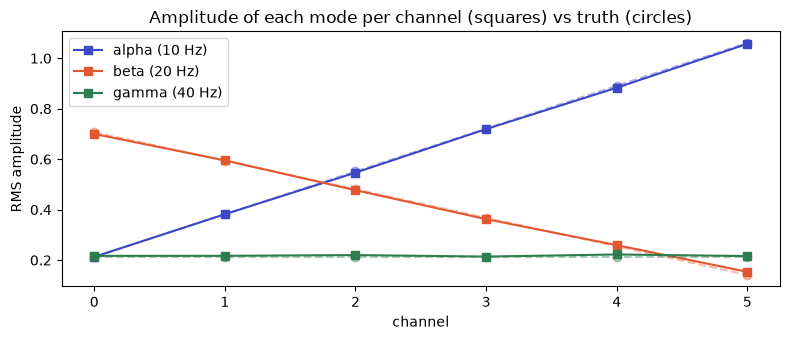 Amplitude of each mode per channel (squares) vs truth (circles)
alpha (10 Hz)
beta (20 Hz)
gamma (40 Hz)
RMS amplitude
1.0
0.8
0.6
0.4
0.2
0 1 2 3 4 5
channel